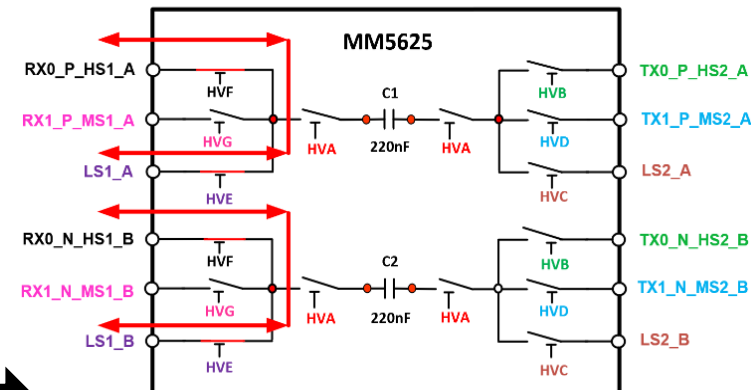 MM5625
RX0_P_HS1_A
HVF
C1
HVB
TX0_P_HS2_A
RX1_P_MS1_A
HVG
HVA
220nF
HVA
HVD
TX1_P_MS2_A
LS1_A
HVE
HVC
LS2_A
RX0_N_HS1_B
HVF
C2
HVB
TX0_N_HS2_B
RX1_N_MS1_B
HVG
HVA
220nF
HVA
HVD
TX1_N_MS2_B
LS1_B
HVE
HVC
LS2_B